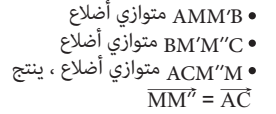 • AMM'B متوازي أضلاع
• BM'M''C متوازي أضلاع
• ACM''M متوازي أضلاع ، ينتج
MM'' = AC